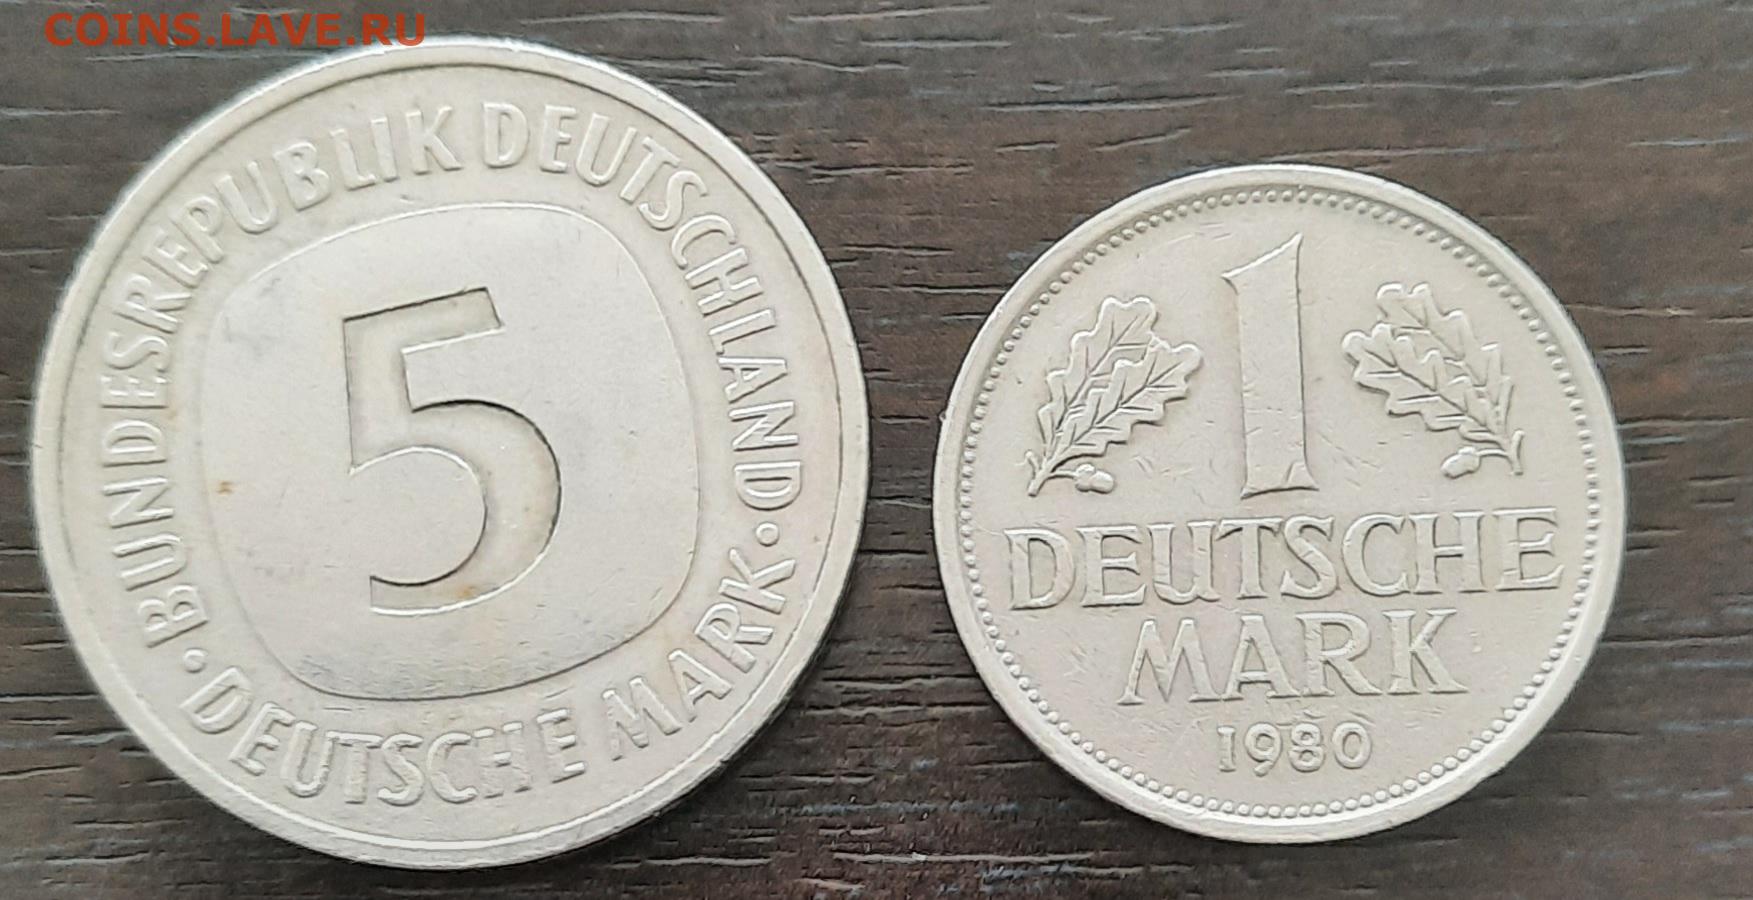 COINS.LAVE.RU
BUNDESREPUBLIK DEUTSCHLAND
· DEUTSCHE MARK ·
5
1
DEUTSCHE
MARK
1980